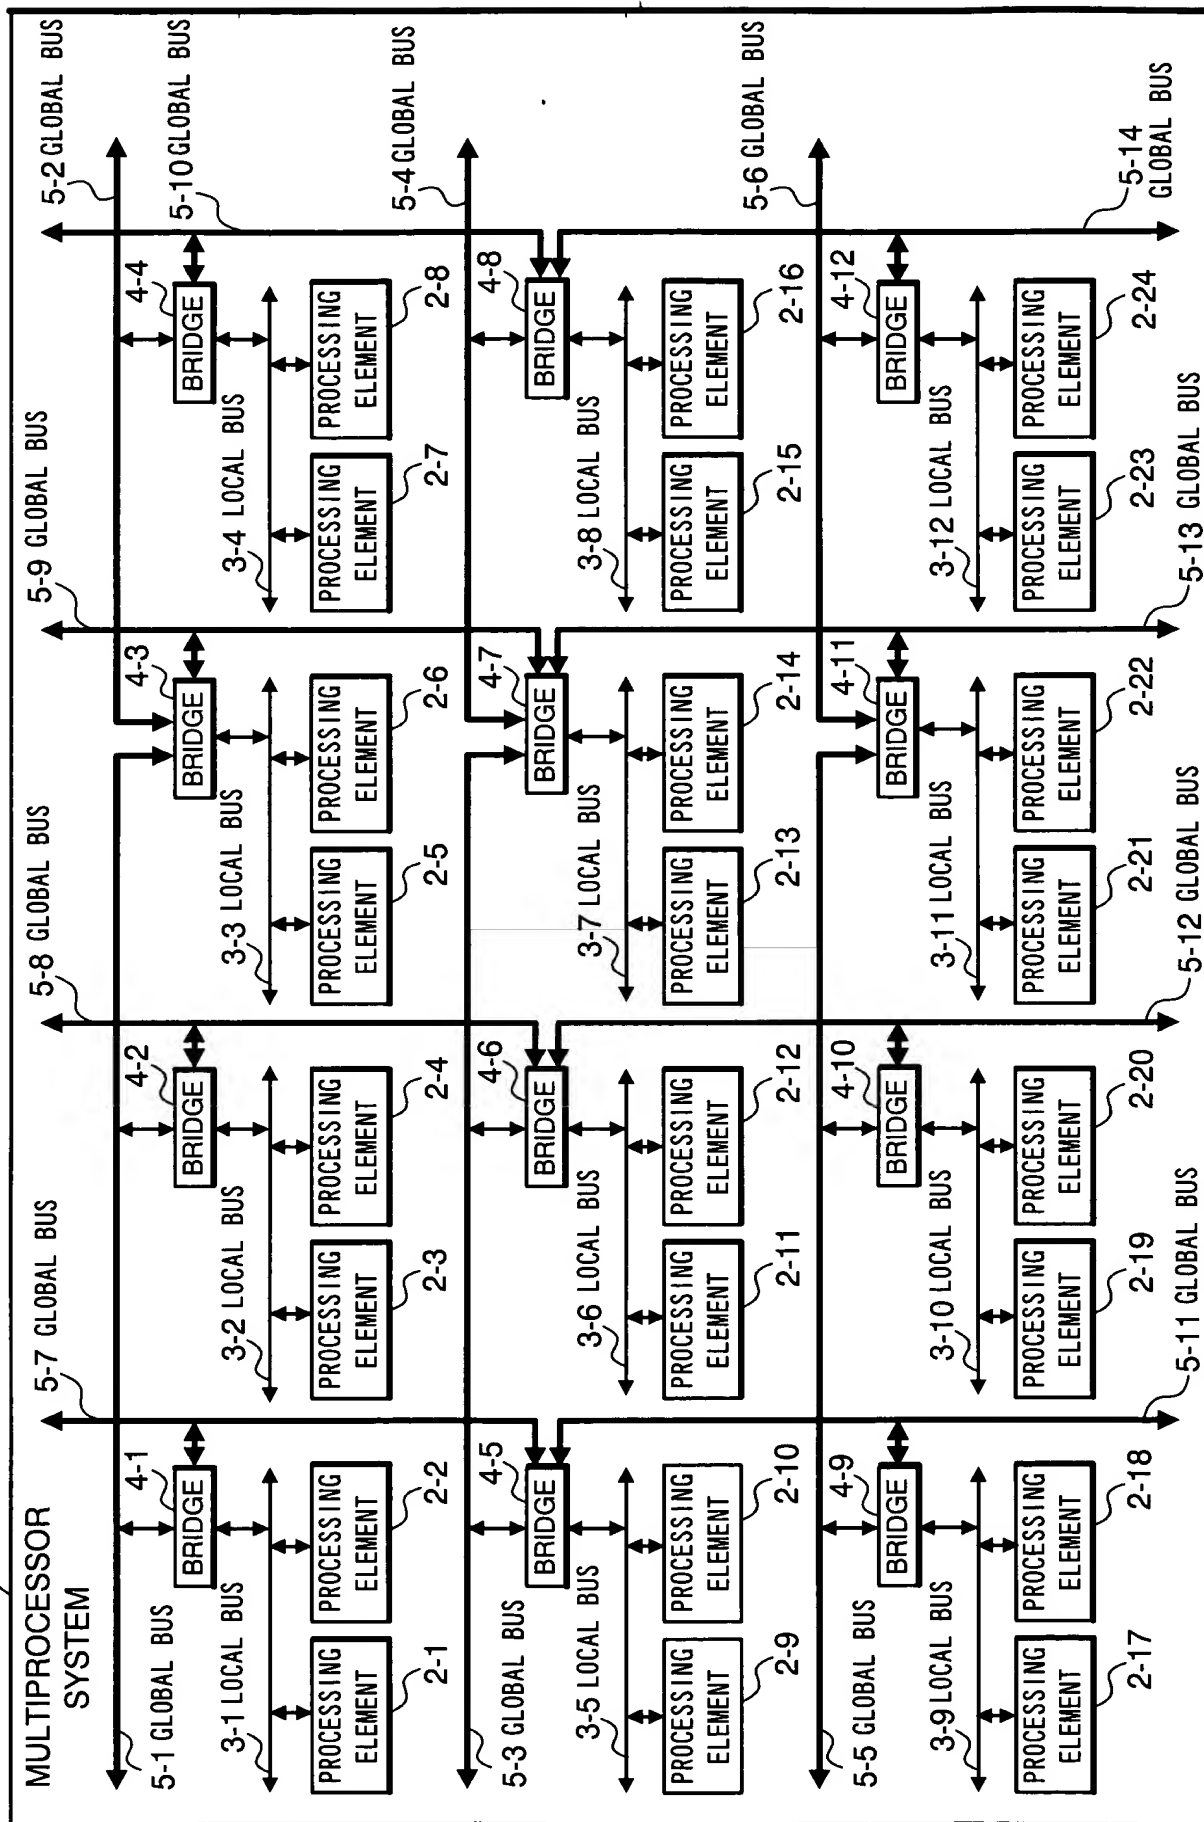 MULTIPROCESSOR
SYSTEM
5-7 GLOBAL BUS
5-8 GLOBAL BUS
5-9 GLOBAL BUS
5-2 GLOBAL BUS
5-10 GLOBAL BUS
5-1 GLOBAL BUS
4-1
BRIDGE
4-2
BRIDGE
4-3
BRIDGE
4-4
BRIDGE
3-1 LOCAL BUS
3-2 LOCAL BUS
3-3 LOCAL BUS
3-4 LOCAL BUS
PROCESSING
ELEMENT
2-1
PROCESSING
ELEMENT
2-2
PROCESSING
ELEMENT
2-3
PROCESSING
ELEMENT
2-4
PROCESSING
ELEMENT
2-5
PROCESSING
ELEMENT
2-6
PROCESSING
ELEMENT
2-7
PROCESSING
ELEMENT
2-8
5-4 GLOBAL BUS
5-3 GLOBAL BUS
4-5
BRIDGE
4-6
BRIDGE
4-7
BRIDGE
4-8
BRIDGE
3-5 LOCAL BUS
3-6 LOCAL BUS
3-7 LOCAL BUS
3-8 LOCAL BUS
PROCESSING
ELEMENT
2-9
PROCESSING
ELEMENT
2-10
PROCESSING
ELEMENT
2-11
PROCESSING
ELEMENT
2-12
PROCESSING
ELEMENT
2-13
PROCESSING
ELEMENT
2-14
PROCESSING
ELEMENT
2-15
PROCESSING
ELEMENT
2-16
5-6 GLOBAL BUS
5-5 GLOBAL BUS
4-9
BRIDGE
4-10
BRIDGE
4-11
BRIDGE
4-12
BRIDGE
3-9 LOCAL BUS
3-10 LOCAL BUS
3-11 LOCAL BUS
3-12 LOCAL BUS
PROCESSING
ELEMENT
2-17
PROCESSING
ELEMENT
2-18
PROCESSING
ELEMENT
2-19
PROCESSING
ELEMENT
2-20
PROCESSING
ELEMENT
2-21
PROCESSING
ELEMENT
2-22
PROCESSING
ELEMENT
2-23
PROCESSING
ELEMENT
2-24
5-11 GLOBAL BUS
5-12 GLOBAL BUS
5-13 GLOBAL BUS
5-14
GLOBAL BUS